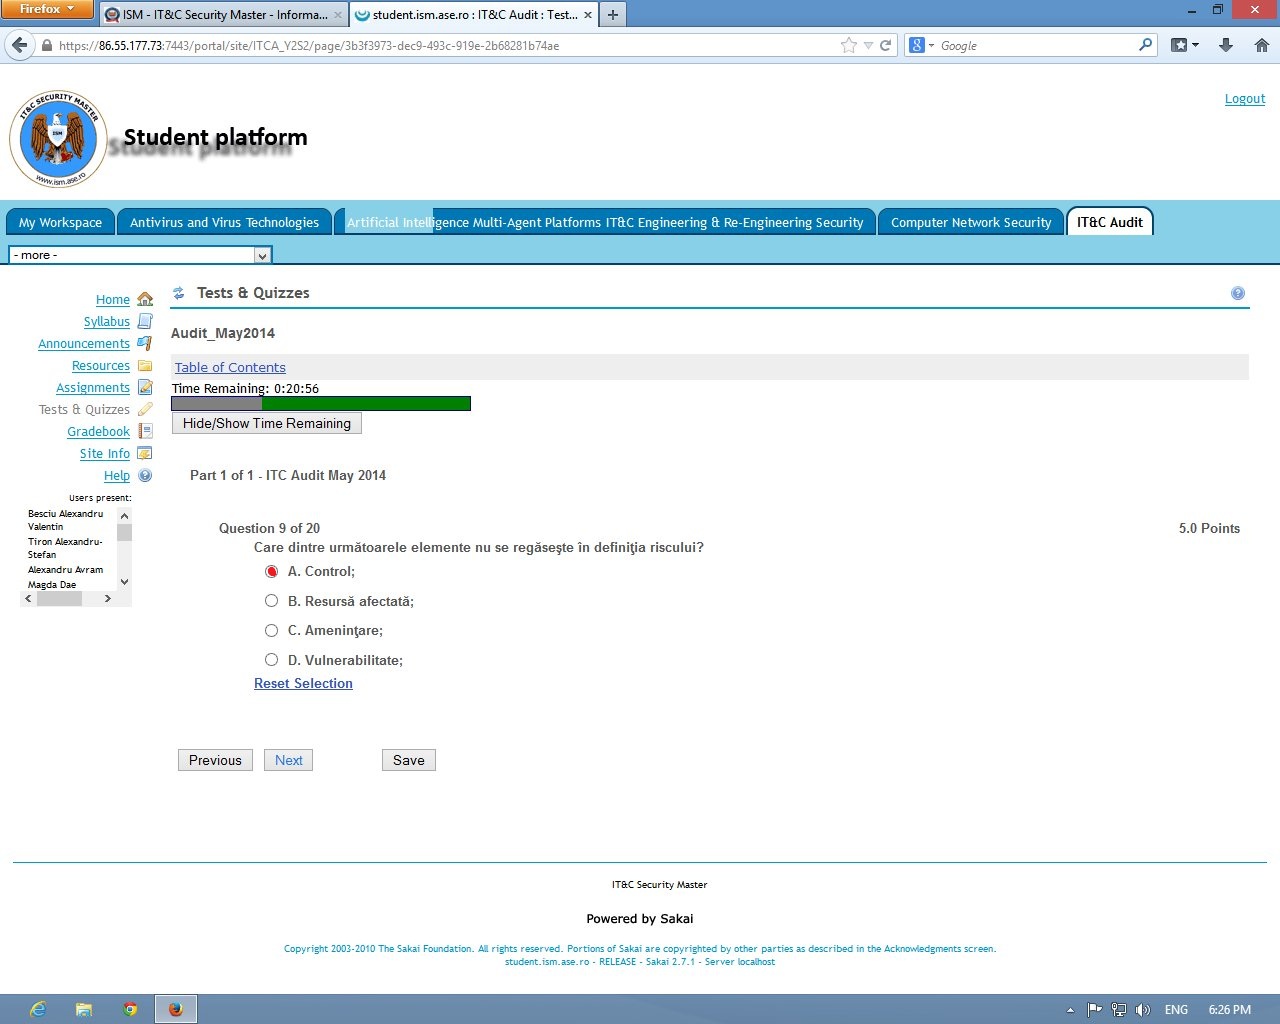 Firefox
ISM - IT&C Security Master - Informa...
student.ism.ase.ro : IT&C Audit : Test...
https://86.55.177.73:7443/portal/site/ITCA_Y2S2/page/3b3f3973-dec9-493c-919e-2b68281b74ae
Google
Logout
IT&C SECURITY MASTER
ISM
www.ism.ase.ro
Student platform
My Workspace
Antivirus and Virus Technologies
Artificial Intelligence Multi-Agent Platforms IT&C Engineering & Re-Engineering Security
Computer Network Security
IT&C Audit
- more -
Home
Syllabus
Announcements
Resources
Assignments
Tests & Quizzes
Gradebook
Site Info
Help
Users present:
Besciu Alexandru
Valentin
Tiron Alexandru-
Stefan
Alexandru Avram
Magda Dae
Tests & Quizzes
Audit_May2014
Table of Contents
Time Remaining: 0:20:56
Hide/Show Time Remaining
Part 1 of 1 - ITC Audit May 2014
Question 9 of 20
5.0 Points
Care dintre următoarele elemente nu se regăseşte în definiţia riscului?
A. Control;
B. Resursă afectată;
C. Ameninţare;
D. Vulnerabilitate;
Reset Selection
Previous
Next
Save
IT&C Security Master
Powered by Sakai
Copyright 2003-2010 The Sakai Foundation. All rights reserved. Portions of Sakai are copyrighted by other parties as described in the Acknowledgments screen.
student.ism.ase.ro - RELEASE - Sakai 2.7.1 - Server localhost
ENG
6:26 PM